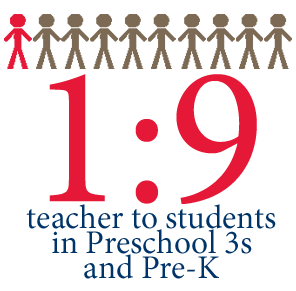 1:9
teacher to students
in Preschool 3s
and Pre-K